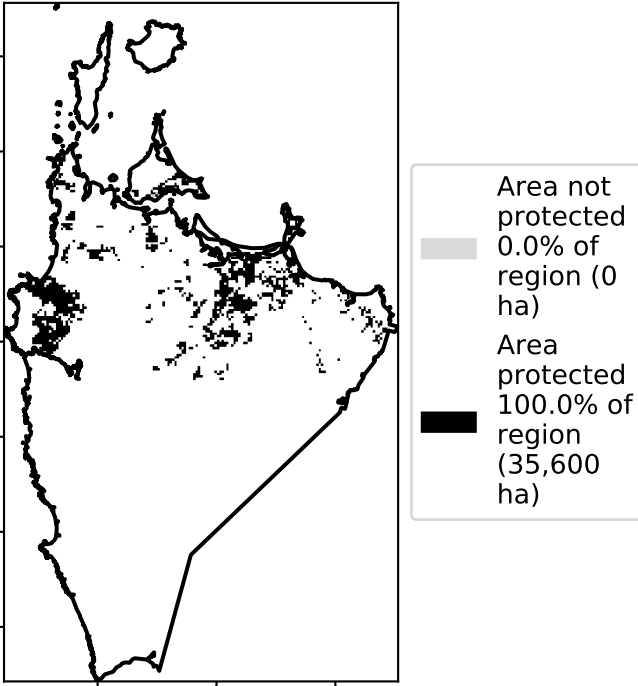 Area not
protected
0.0% of
region (0
ha)
Area
protected
100.0% of
region
(35,600
ha)